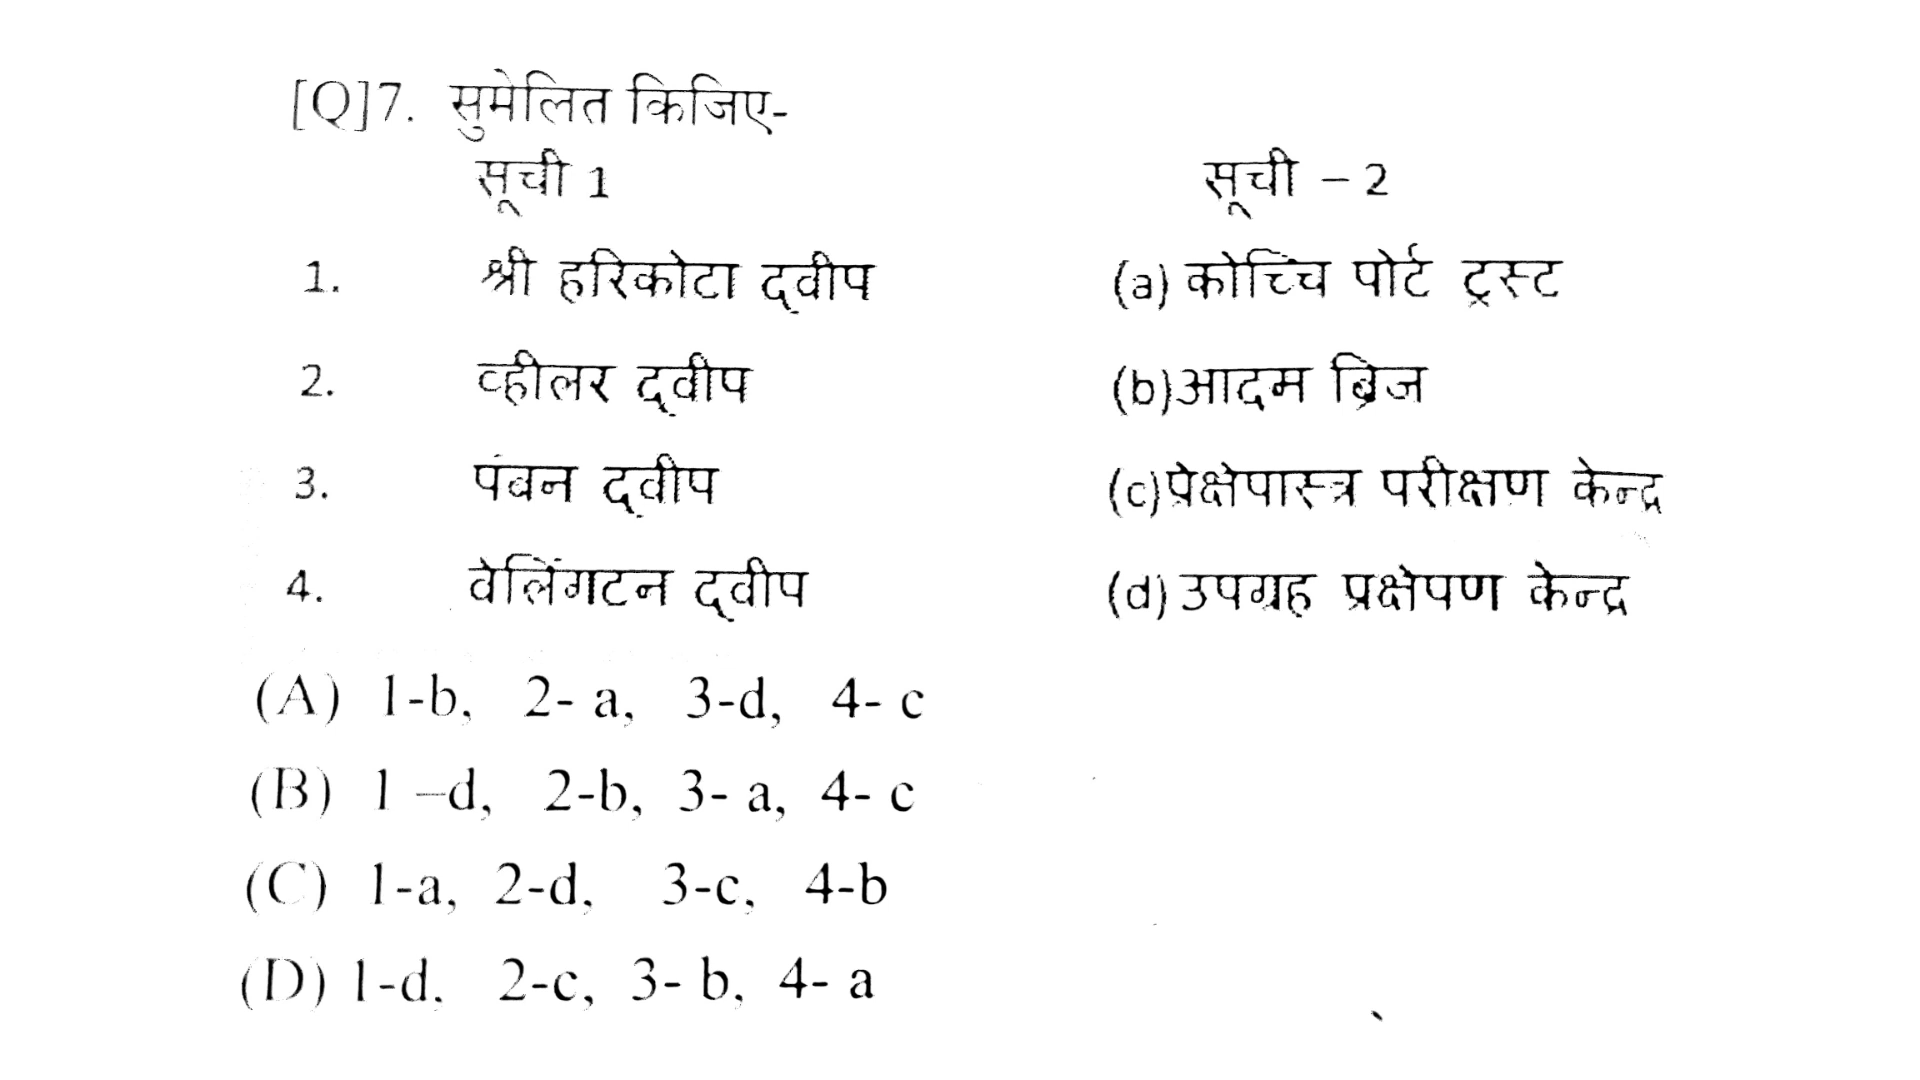 [Q]7. सुमेलित किजिए-
सूची 1 सूची – 2
1. श्री हरिकोटा द्वीप (a) कोच्चि पोर्ट ट्रस्ट
2. व्हीलर द्वीप (b)आदम ब्रिज
3. पंबन द्वीप (c)प्रेक्षेपास्त्र परीक्षण केन्द्र
4. वेलिंगटन द्वीप (d) उपग्रह प्रक्षेपण केन्द्र
(A) 1-b, 2- a, 3-d, 4- c
(B) 1 –d, 2-b, 3- a, 4- c
(C) 1-a, 2-d, 3-c, 4-b
(D) 1-d. 2-c, 3- b, 4- a